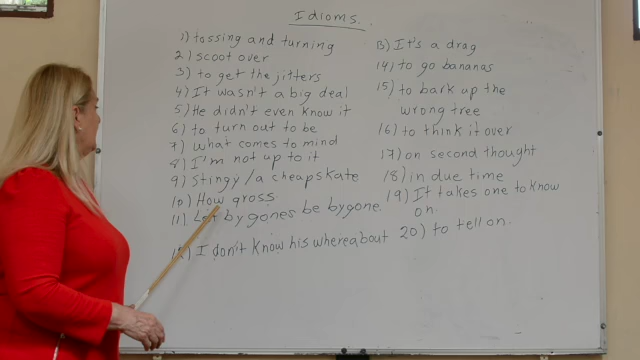 Idioms.
1) tossing and turning
2) scoot over
3) to get the jitters
4) It wasn't a big deal
5) He didn't even know it
6) to turn out to be
7) what comes to mind
8) I'm not up to it
9) Stingy / a cheapskate
10) How gross
11) Let bygones be bygone
12) I don't know his whereabout
13) It's a drag
14) to go bananas
15) to bark up the
wrong tree
16) to think it over
17) on second thought
18) in due time
19) It takes one to know
on.
20) to tell on.